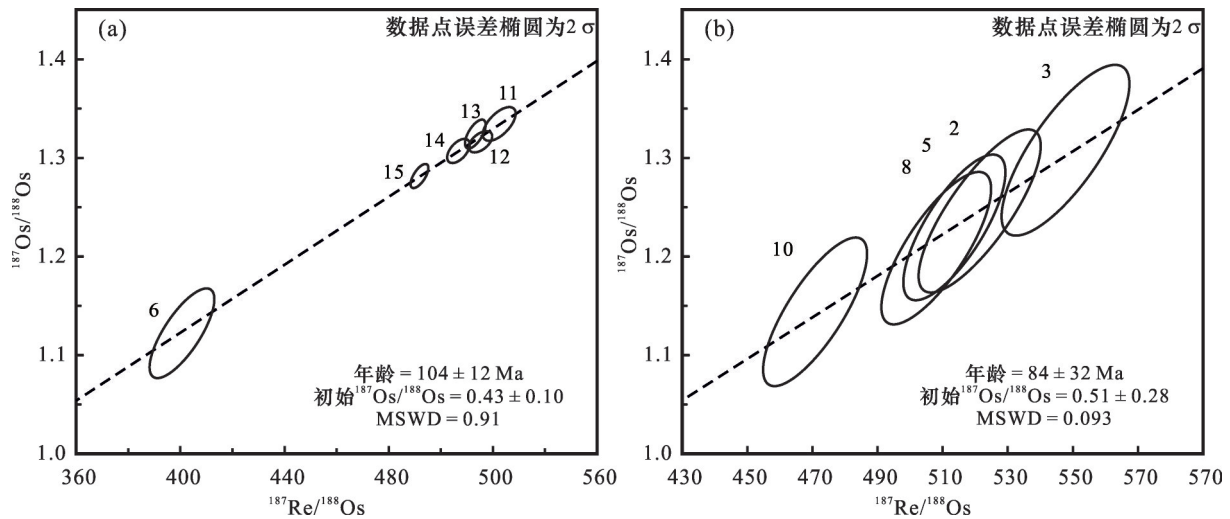 (a)
数据点误差椭圆为2 σ
1.4
1.3
1.2
1.1
1.0
¹⁸⁷Os/¹⁸⁸Os
11
13
14
12
15
6
年龄 = 104 ± 12 Ma
初始¹⁸⁷Os/¹⁸⁸Os = 0.43 ± 0.10
MSWD = 0.91
360
400
440
460
500
560
¹⁸⁷Re/¹⁸⁸Os
(b)
数据点误差椭圆为2 σ
1.4
1.3
1.2
1.1
1.0
¹⁸⁷Os/¹⁸⁸Os
3
2
5
8
10
年龄 = 84 ± 32 Ma
初始¹⁸⁷Os/¹⁸⁸Os = 0.51 ± 0.28
MSWD = 0.093
430
450
470
490
510
530
510
570
570
¹⁸⁷Re/¹⁸⁸Os